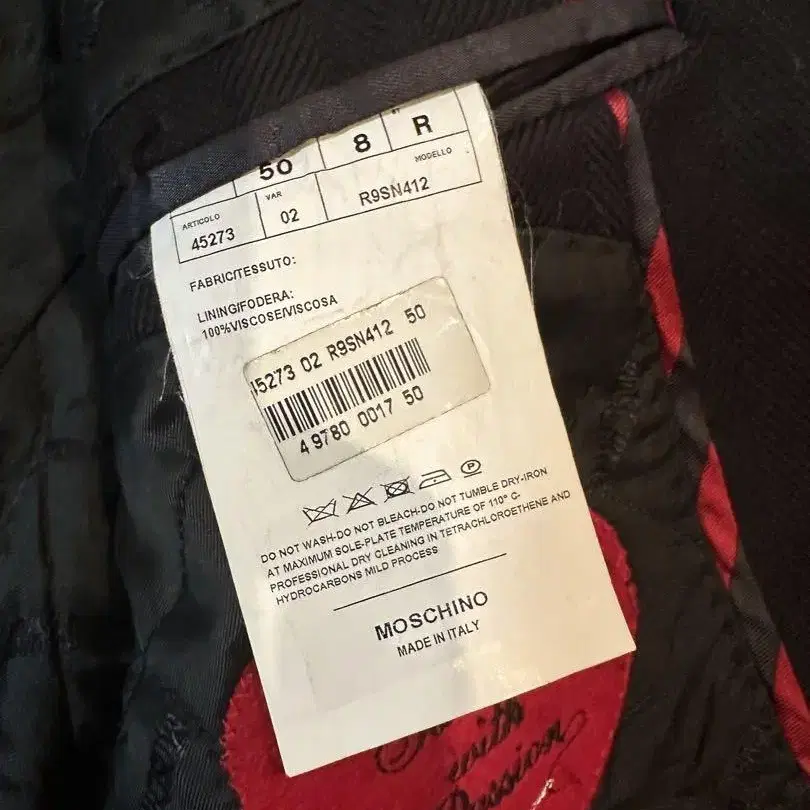 50 8 R
MODELLO
ARTICOLO VAR
45273 02 R9SN412
FABRIC/TESSUTO:
LINING/FODERA:
100%VISCOSE/VISCOSA
45273 02 R9SN412 50
4 9780 0017 50
P
DO NOT WASH-DO NOT BLEACH-DO NOT TUMBLE DRY-IRON
AT MAXIMUM SOLE-PLATE TEMPERATURE OF 110° C-
PROFESSIONAL DRY CLEANING IN TETRACHLOROETHENE AND
HYDROCARBONS MILD PROCESS
MOSCHINO
MADE IN ITALY
with
Passion